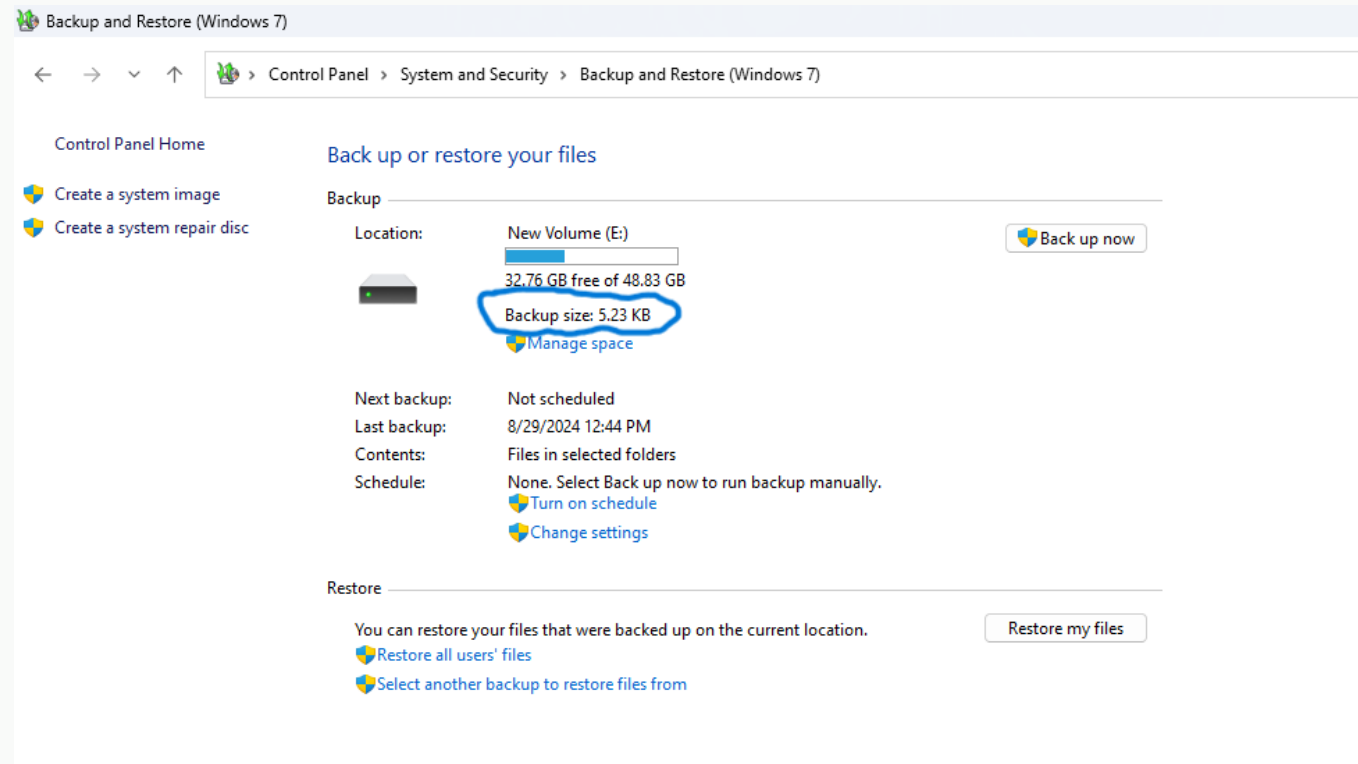 Backup and Restore (Windows 7)
Control Panel > System and Security > Backup and Restore (Windows 7)
Control Panel Home
Create a system image
Create a system repair disc
Back up or restore your files
Backup
Location: New Volume (E:)
Back up now
32.76 GB free of 48.83 GB
Backup size: 5.23 KB
Manage space
Next backup: Not scheduled
Last backup: 8/29/2024 12:44 PM
Contents: Files in selected folders
Schedule: None. Select Back up now to run backup manually.
Turn on schedule
Change settings
Restore
You can restore your files that were backed up on the current location.
Restore my files
Restore all users' files
Select another backup to restore files from